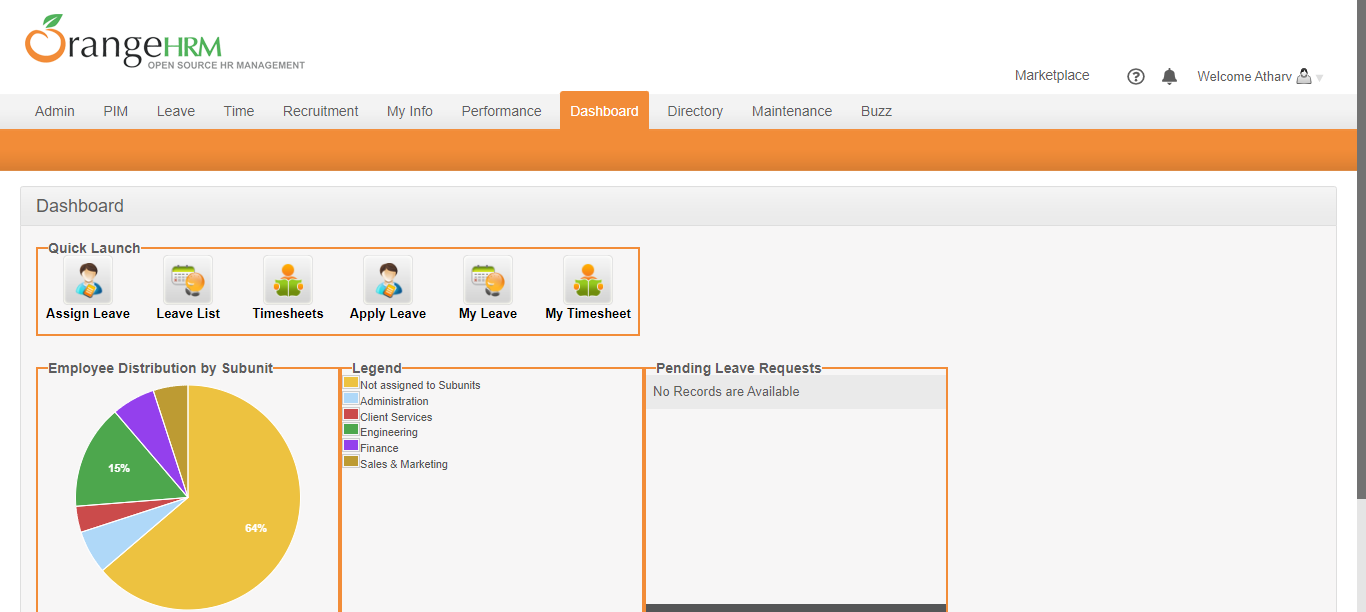 OrangeHRM
OPEN SOURCE HR MANAGEMENT
Marketplace
? Welcome Atharv
Admin PIM Leave Time Recruitment My Info Performance Dashboard Directory Maintenance Buzz
Dashboard
Quick Launch
Assign Leave Leave List Timesheets Apply Leave My Leave My Timesheet
Employee Distribution by Subunit
15%
64%
Legend
Not assigned to Subunits
Administration
Client Services
Engineering
Finance
Sales & Marketing
Pending Leave Requests
No Records are Available